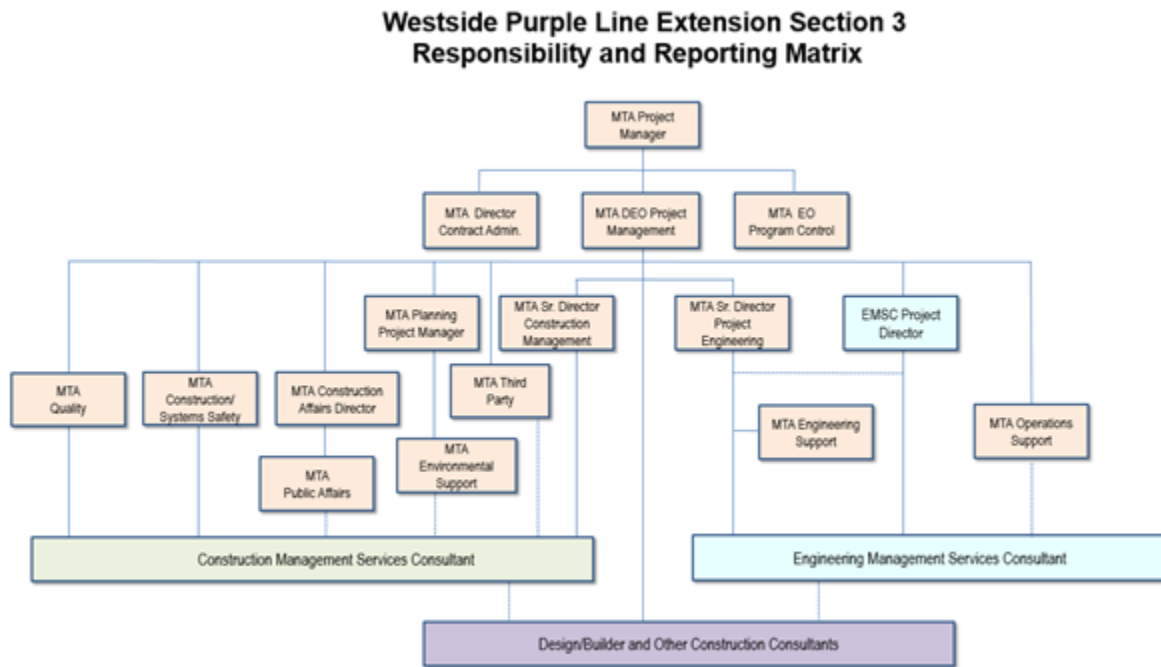 Westside Purple Line Extension Section 3
Responsibility and Reporting Matrix
MTA Project
Manager
MTA Director
Contract Admin.
MTA DEO Project
Management
MTA EO
Program Control
MTA Planning
Project Manager
MTA Sr. Director
Construction
Management
MTA Sr. Director
Project
Engineering
EMSC Project
Director
MTA
Quality
MTA
Construction/
Systems Safety
MTA Construction
Affairs Director
MTA Third
Party
MTA Engineering
Support
MTA Operations
Support
MTA
Public Affairs
MTA
Environmental
Support
Construction Management Services Consultant
Engineering Management Services Consultant
Design/Builder and Other Construction Consultants